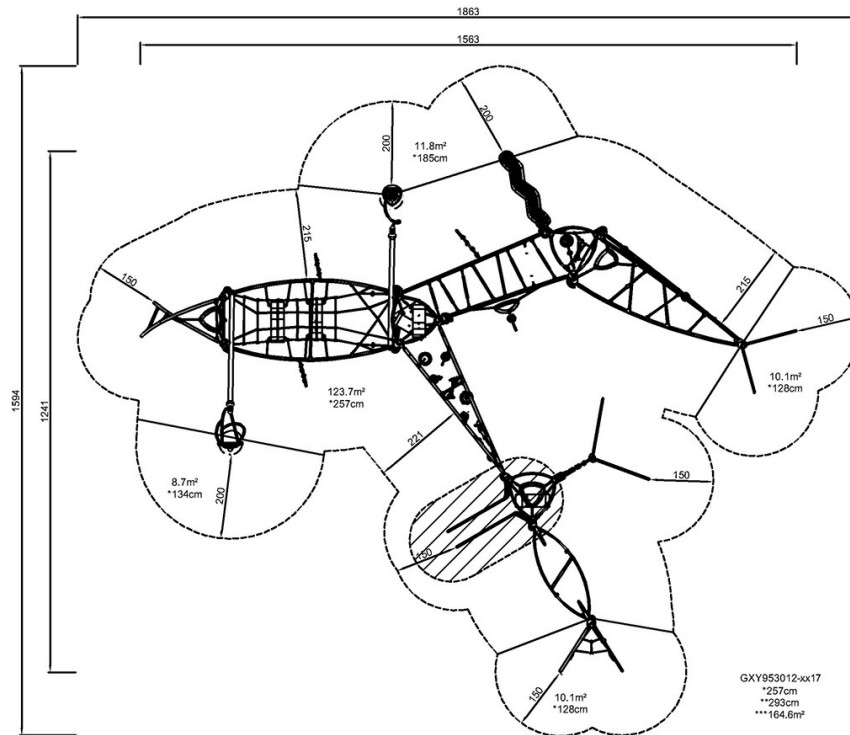 1863
1563
200
200
11.8m²
*185cm
215
150
215
150
1594
1241
123.7m²
*257cm
10.1m²
*128cm
221
8.7m²
*134cm
200
150
150
150
10.1m²
*128cm
GXY953012-xx17
*257cm
**293cm
***164.6m²